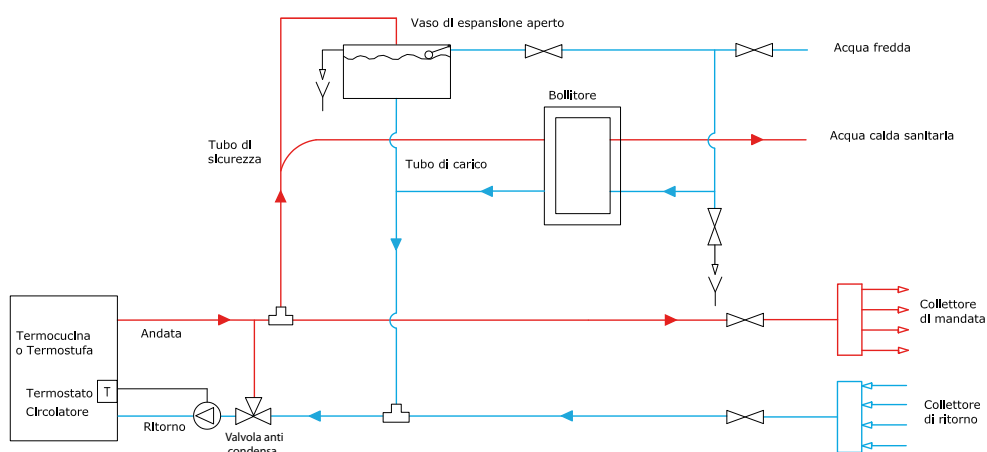 Vaso di espansione aperto
Acqua fredda
Bollitore
Tubo di
sicurezza
Acqua calda sanitaria
Tubo di carico
Termocucina
o Termostufa
Andata
Collettore
di mandata
Termostato
T
Circolatore
Ritorno
Valvola anti
condensa
Collettore
di ritorno